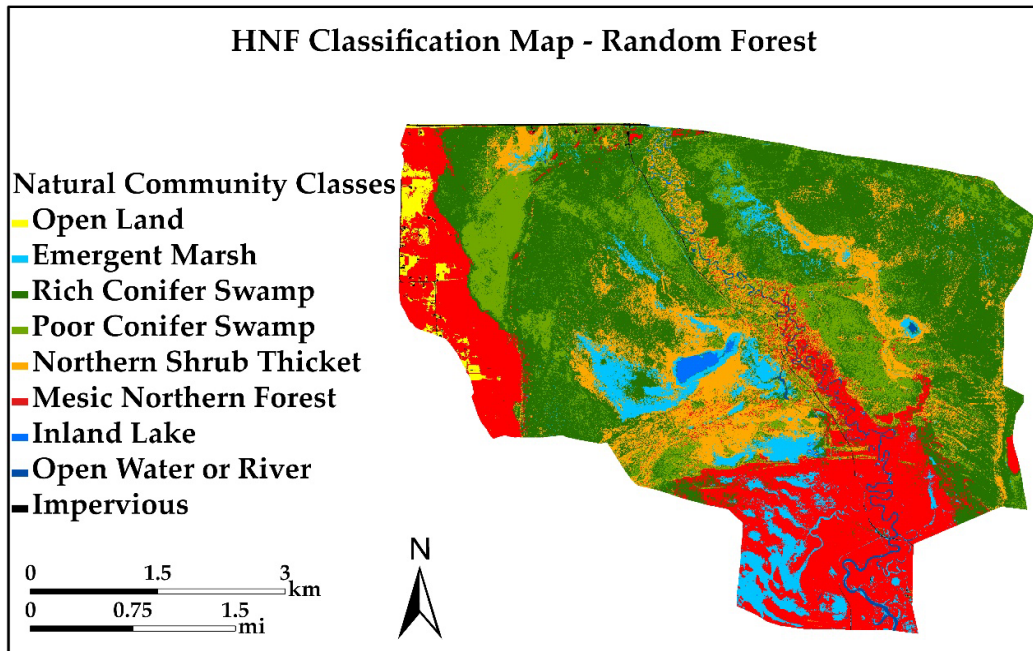 HNF Classification Map - Random Forest
Natural Community Classes
Open Land
Emergent Marsh
Rich Conifer Swamp
Poor Conifer Swamp
Northern Shrub Thicket
Mesic Northern Forest
Inland Lake
Open Water or River
Impervious
N
0 1.5 3
km
0 0.75 1.5
mi